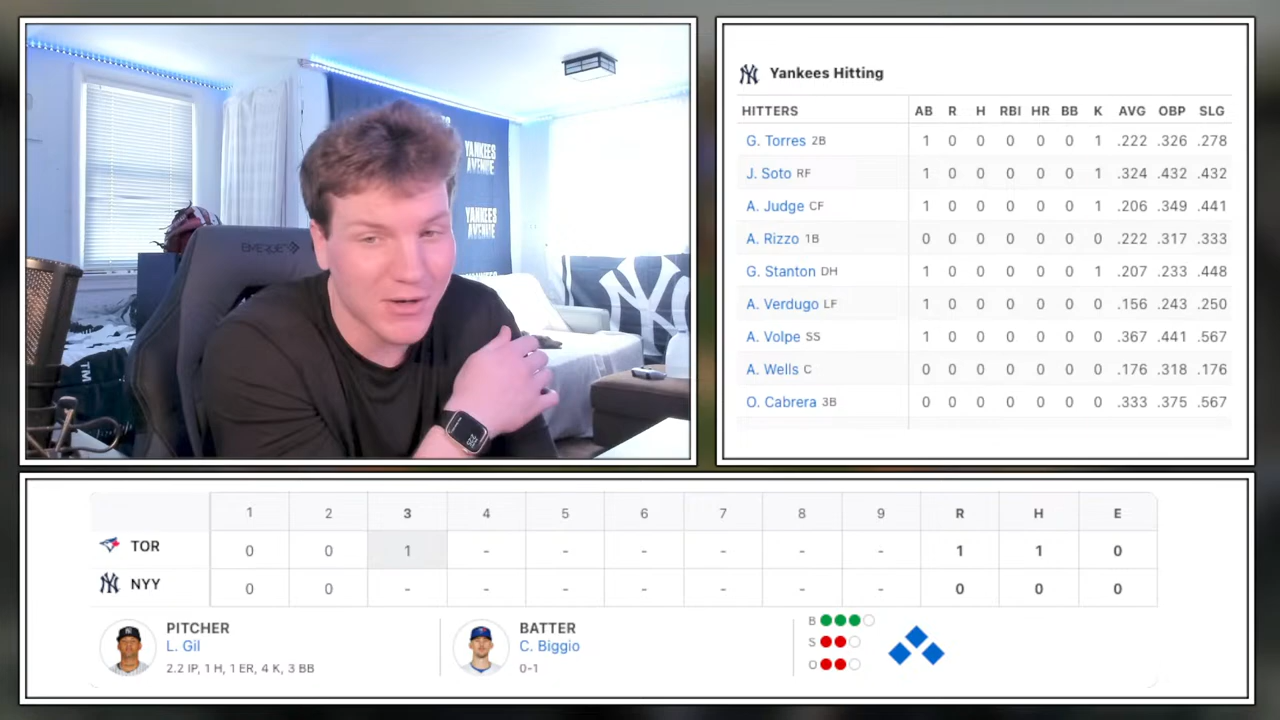 YANKEES
AVENUE
YANKEES
AVENUE
TM
Yankees Hitting
HITTERS AB R H RBI HR BB K AVG OBP SLG
G. Torres 2B 1 0 0 0 0 0 1 .222 .326 .278
J. Soto RF 1 0 0 0 0 0 1 .324 .432 .432
A. Judge CF 1 0 0 0 0 0 1 .206 .349 .441
A. Rizzo 1B 0 0 0 0 0 0 0 .222 .317 .333
G. Stanton DH 1 0 0 0 0 0 1 .207 .233 .448
A. Verdugo LF 1 0 0 0 0 0 0 .156 .243 .250
A. Volpe SS 1 0 0 0 0 0 0 .367 .441 .567
A. Wells C 0 0 0 0 0 0 0 .176 .318 .176
O. Cabrera 3B 0 0 0 0 0 0 0 .333 .375 .567
1 2 3 4 5 6 7 8 9 R H E
TOR 0 0 1 - - - - - - 1 1 0
NYY 0 0 - - - - - - - 0 0 0
PITCHER
L. Gil
2.2 IP, 1 H, 1 ER, 4 K, 3 BB
BATTER
C. Biggio
0-1
B
S
O